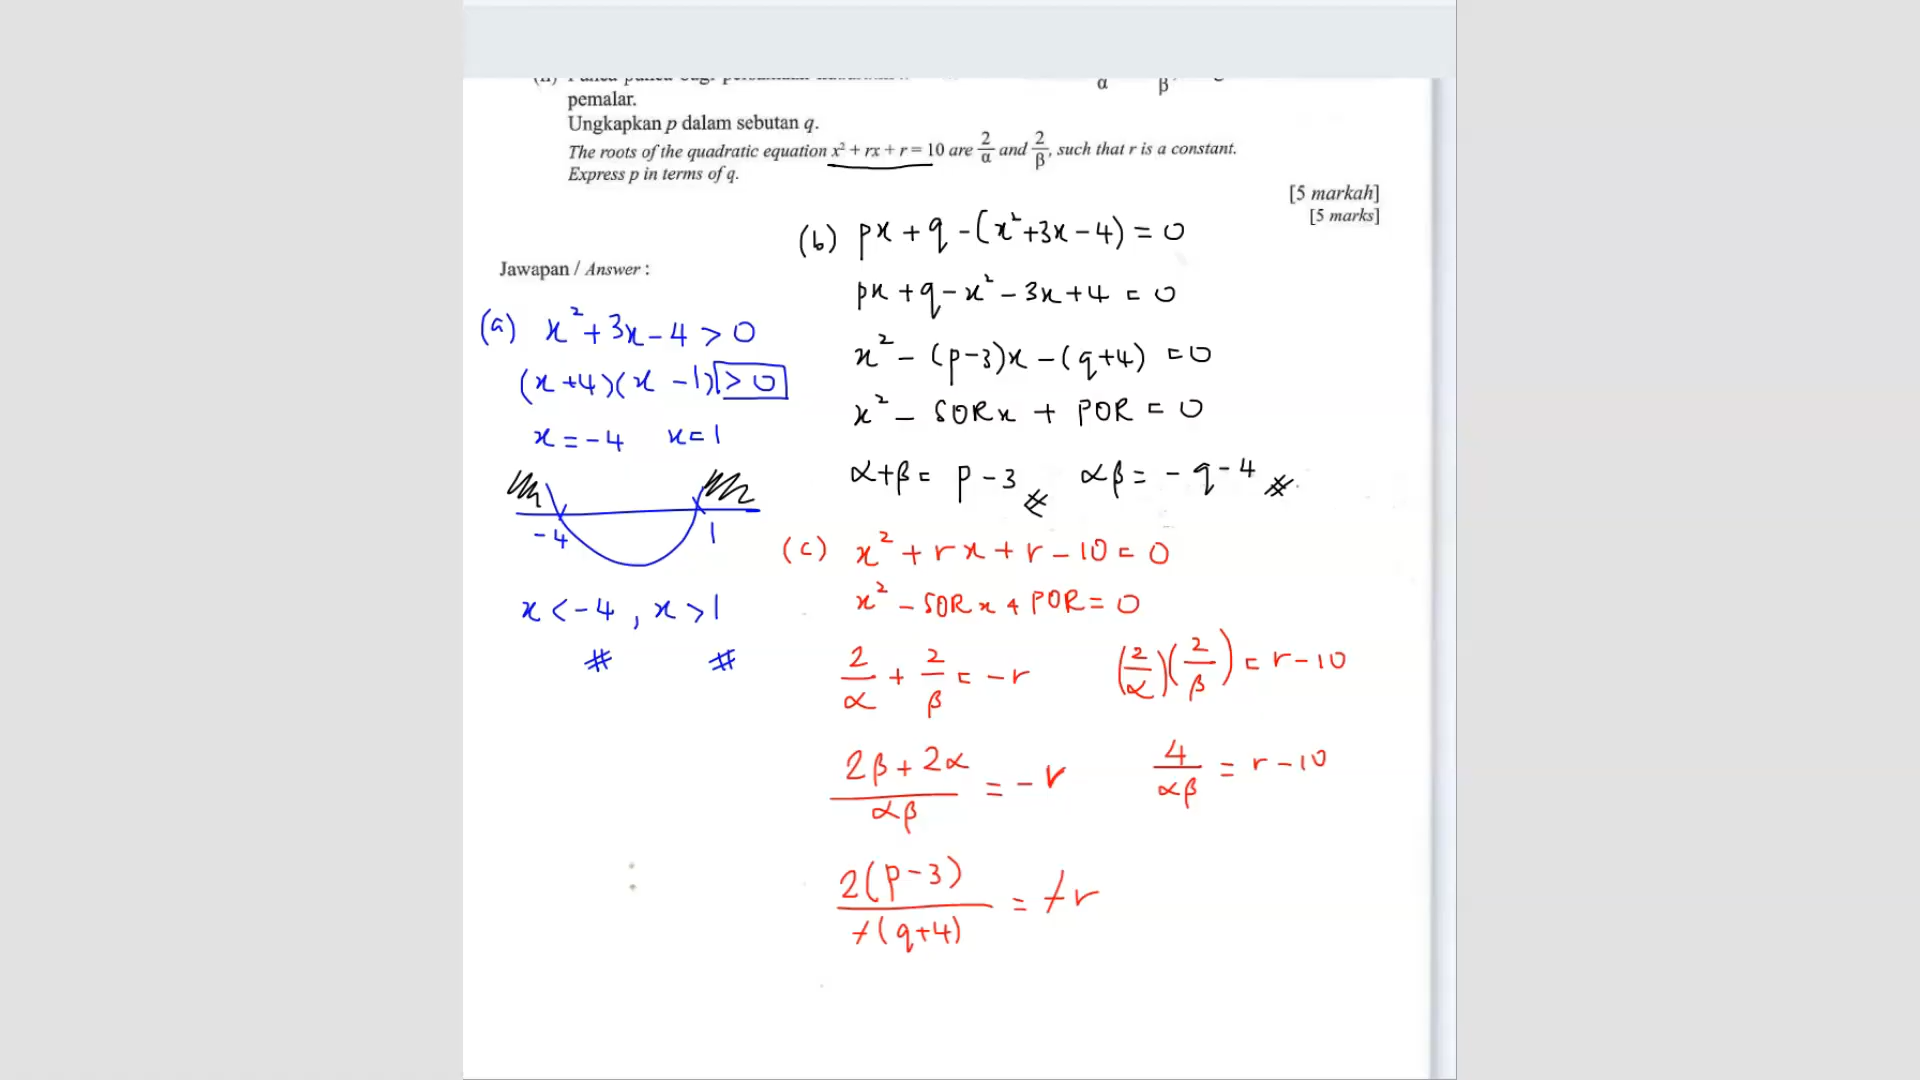 α β
pemalar.
Ungkapkan p dalam sebutan q.
The roots of the quadratic equation x² + rx + r = 10 are 2/α and 2/β, such that r is a constant.
Express p in terms of q.
[5 markah]
[5 marks]
Jawapan / Answer :
(a) x² + 3x - 4 > 0
(x + 4)(x - 1) > 0
x = -4 x = 1
-4 1
x < -4 , x > 1
# #
(b) px + q - (x² + 3x - 4) = 0
px + q - x² - 3x + 4 = 0
x² - (p-3)x - (q+4) = 0
x² - SORx + POR = 0
α+β = p - 3 # αβ = - q - 4 #
(c) x² + rx + r - 10 = 0
x² - SORx + POR = 0
2/α + 2/β = -r (2/α)(2/β) = r - 10
(2β + 2α)/αβ = -r 4/αβ = r - 10
2(p-3)/-(q+4) = -r